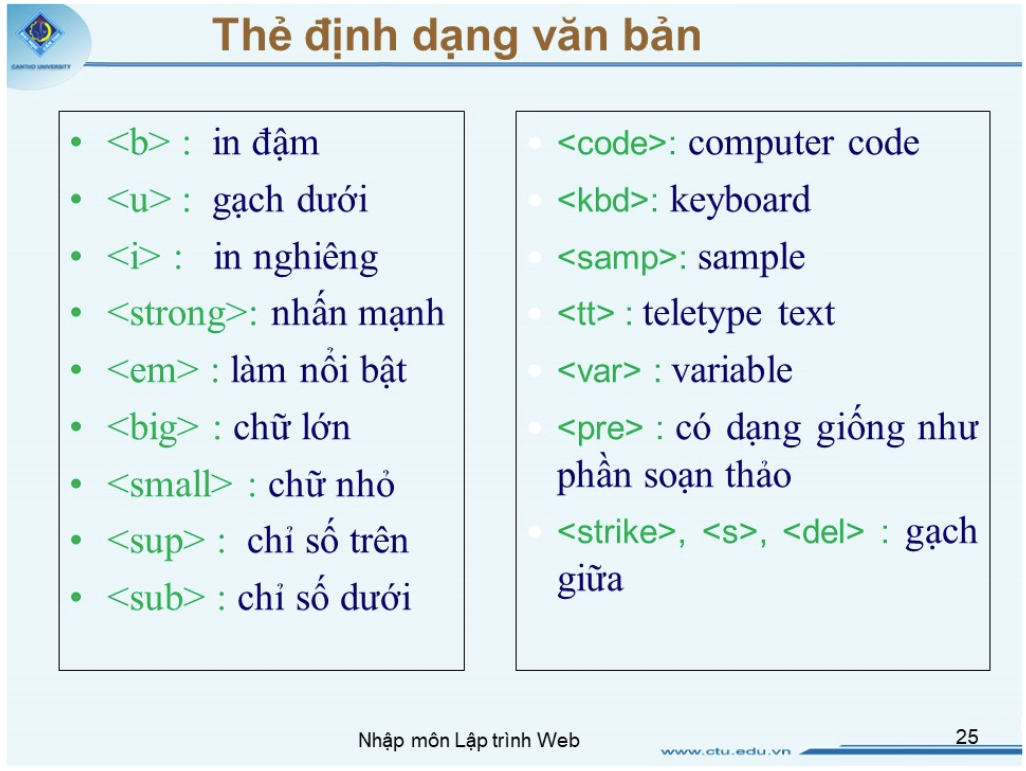 Thẻ định dạng văn bản
CANTHO UNIVERSITY
• <b> : in đậm
• <u> : gạch dưới
• <i> : in nghiêng
• <strong>: nhấn mạnh
• <em> : làm nổi bật
• <big> : chữ lớn
• <small> : chữ nhỏ
• <sup> : chỉ số trên
• <sub> : chỉ số dưới
• <code>: computer code
• <kbd>: keyboard
• <samp>: sample
• <tt> : teletype text
• <var> : variable
• <pre> : có dạng giống như
phần soạn thảo
• <strike>, <s>, <del> : gạch
giữa
Nhập môn Lập trình Web
www.ctu.edu.vn
25